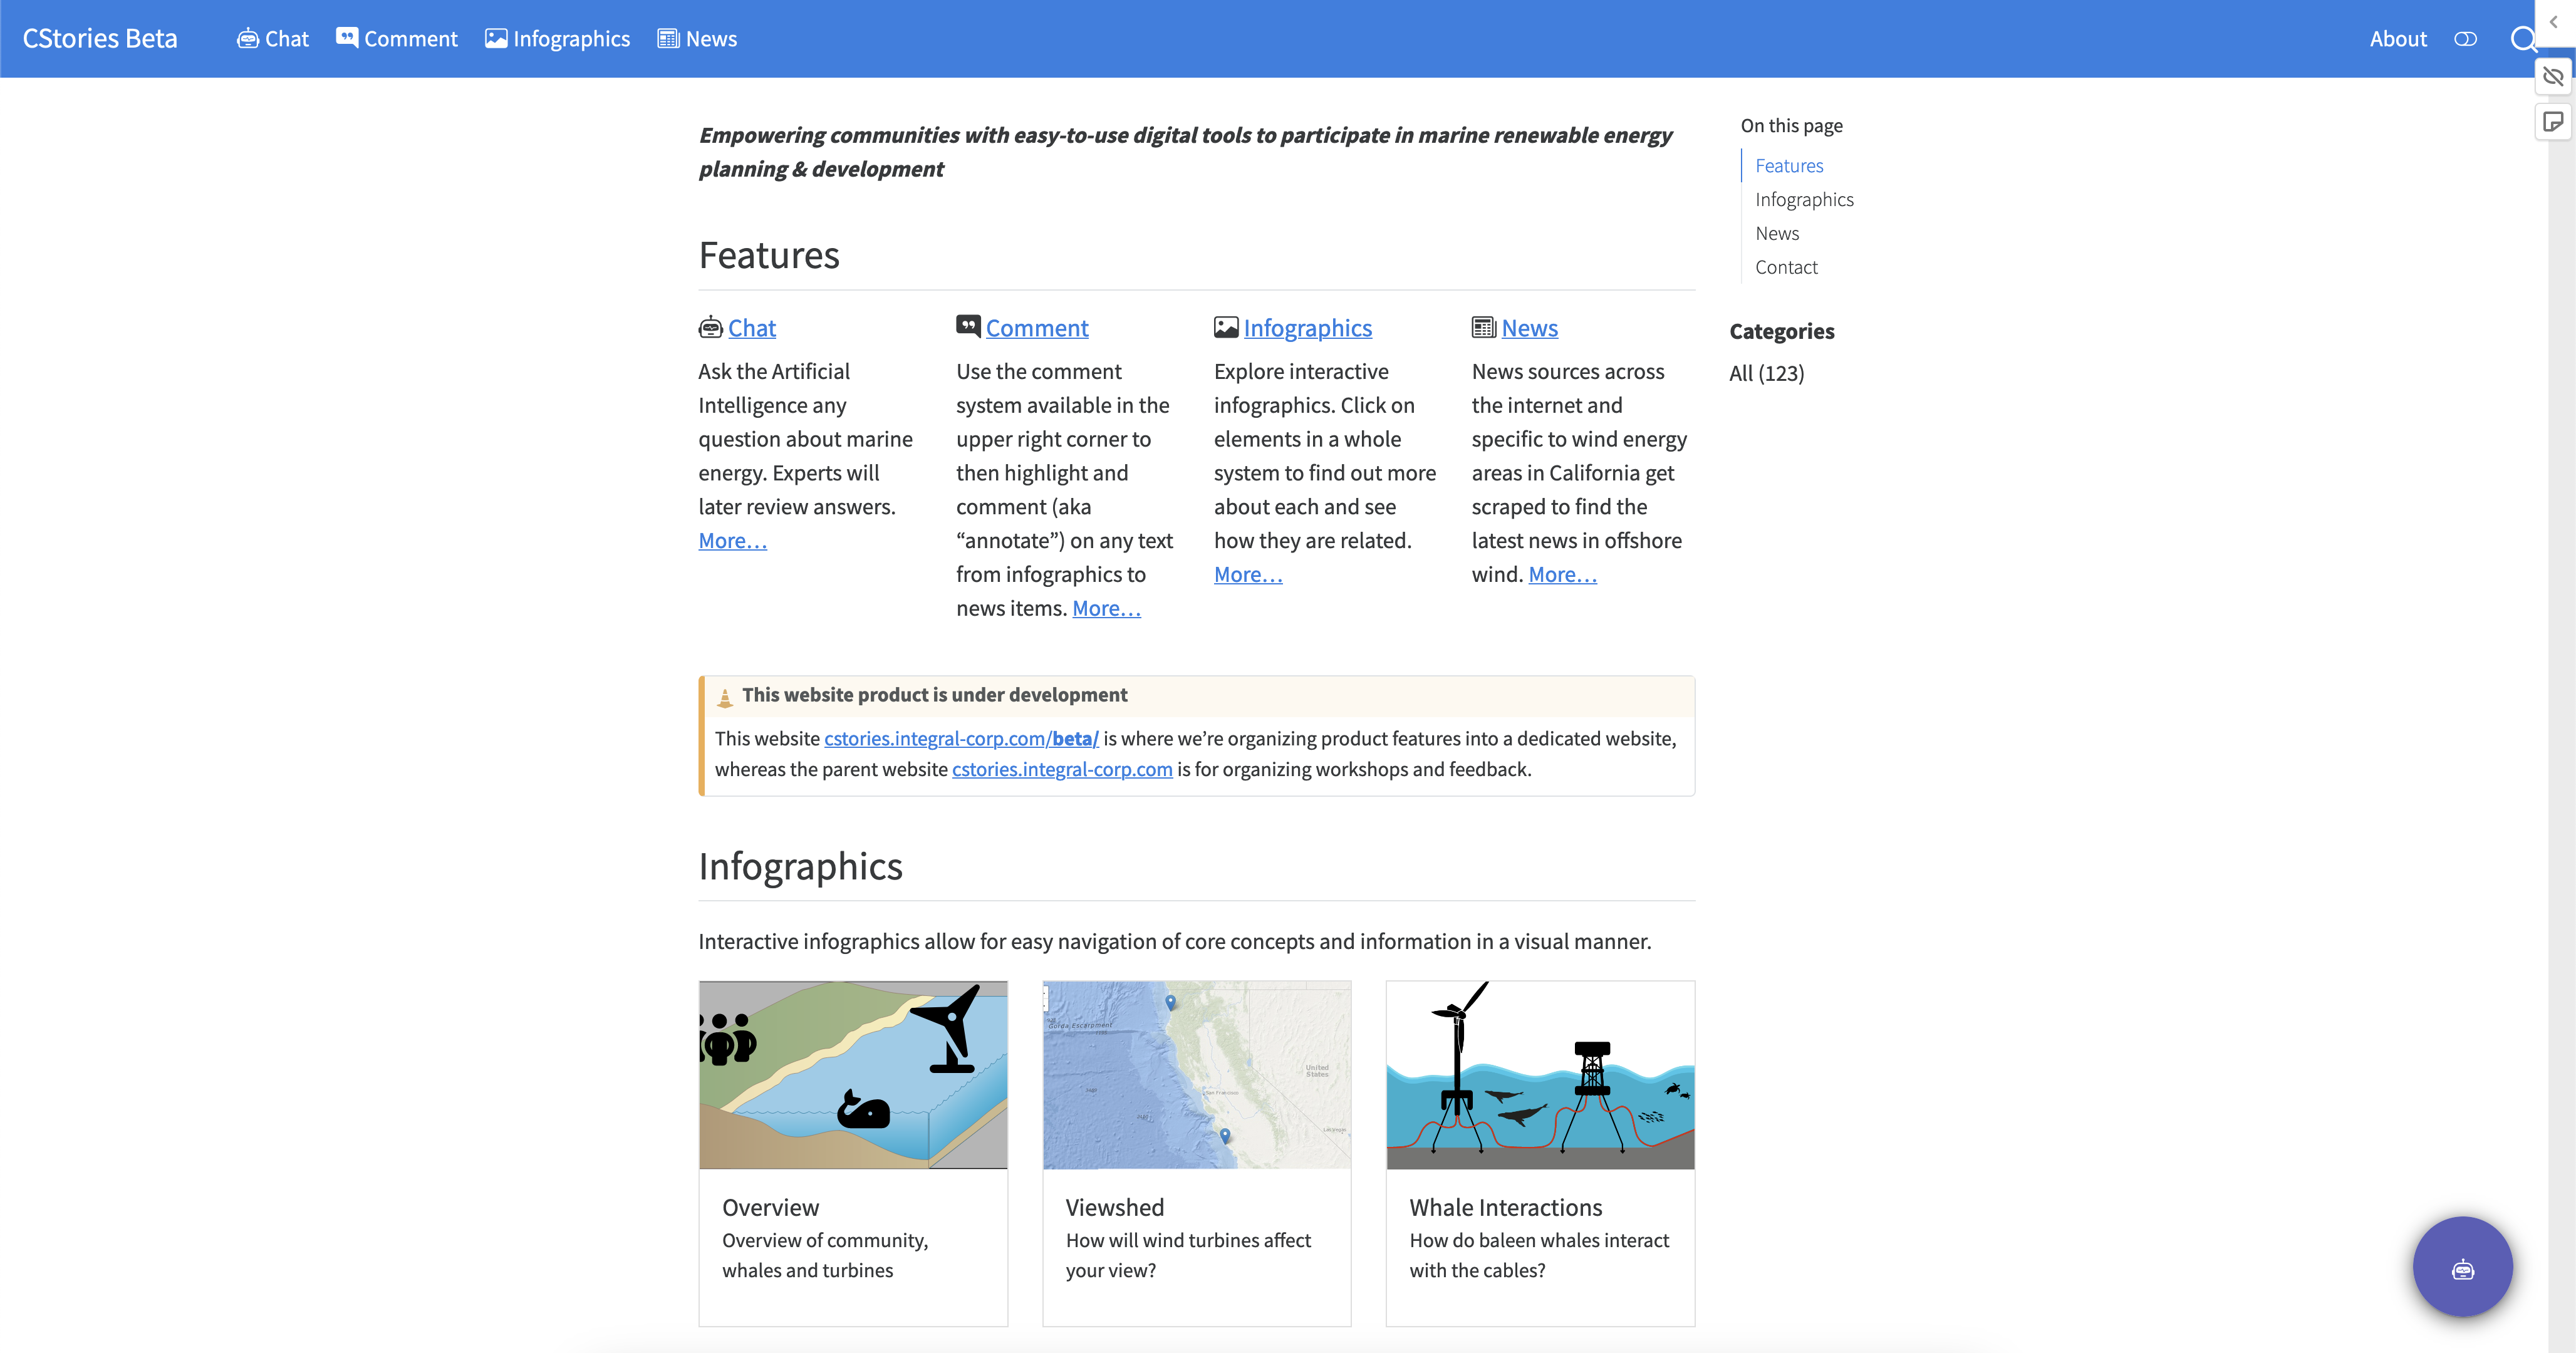 CStories Beta
Chat
Comment
Infographics
News
About
Empowering communities with easy-to-use digital tools to participate in marine renewable energy
planning & development
On this page
Features
Infographics
News
Contact
Categories
All (123)
Features
Chat
Ask the Artificial
Intelligence any
question about marine
energy. Experts will
later review answers.
More…
Comment
Use the comment
system available in the
upper right corner to
then highlight and
comment (aka
“annotate”) on any text
from infographics to
news items. More…
Infographics
Explore interactive
infographics. Click on
elements in a whole
system to find out more
about each and see
how they are related.
More…
News
News sources across
the internet and
specific to wind energy
areas in California get
scraped to find the
latest news in offshore
wind. More…
This website product is under development
This website cstories.integral-corp.com/beta/ is where we’re organizing product features into a dedicated website,
whereas the parent website cstories.integral-corp.com is for organizing workshops and feedback.
Infographics
Interactive infographics allow for easy navigation of core concepts and information in a visual manner.
Gorda Escarpment
United
States
San Francisco
Overview
Overview of community,
whales and turbines
Viewshed
How will wind turbines affect
your view?
Whale Interactions
How do baleen whales interact
with the cables?